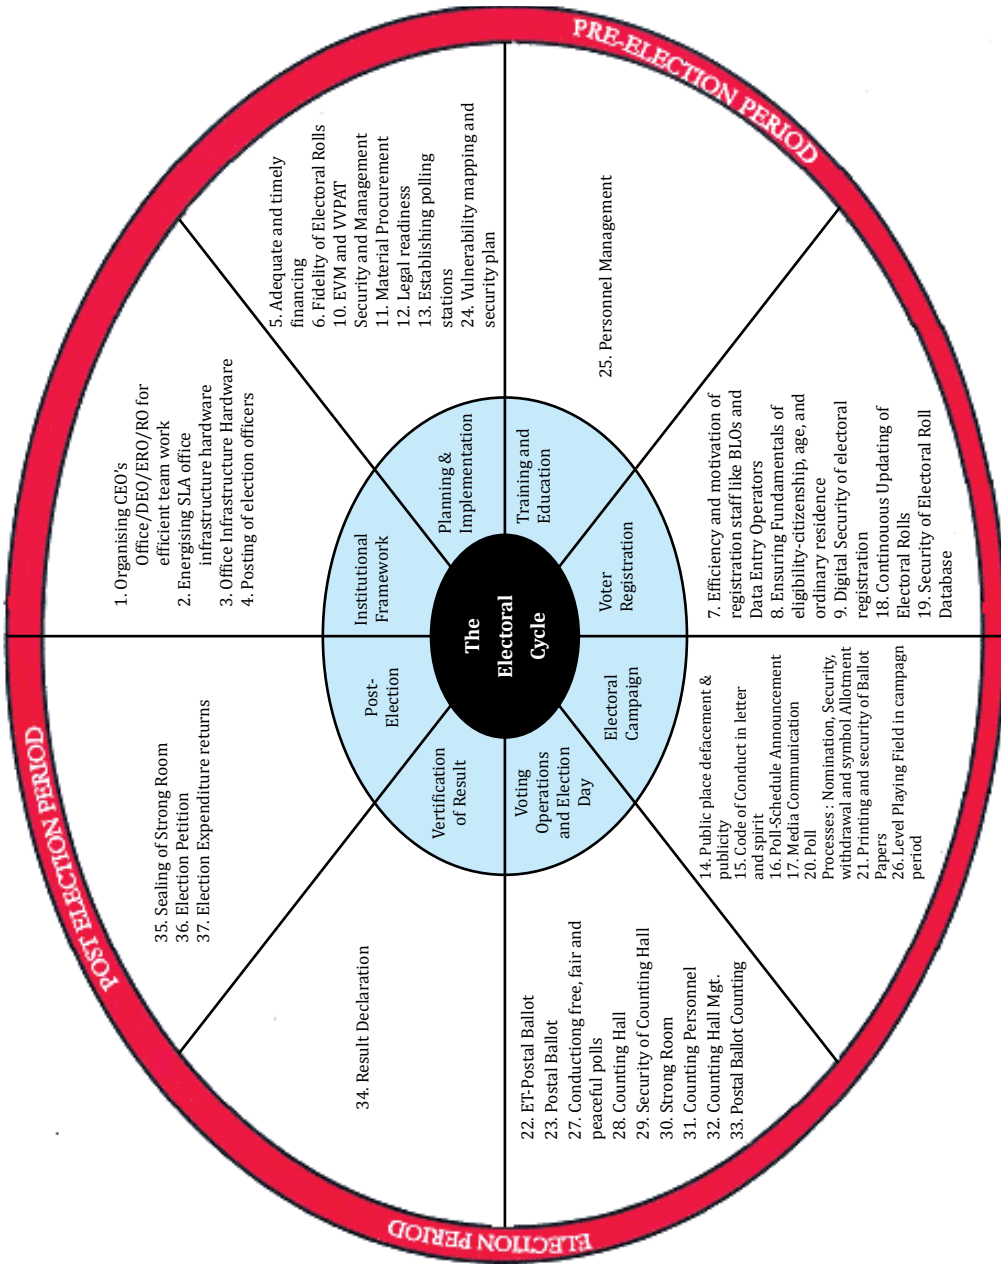 PRE-ELECTION PERIOD
POST ELECTION PERIOD
ELECTION PERIOD
The
Electoral
Cycle
Institutional
Framework
1. Organising CEO's
Office/DEO/ERO/RO for
efficient team work
2. Energising SLA office
infrastructure hardware
3. Office Infrastructure Hardware
4. Posting of election officers
Planning &
Implementation
5. Adequate and timely
financing
6. Fidelity of Electoral Rolls
10. EVM and VVPAT
Security and Management
11. Material Procurement
12. Legal readiness
13. Establishing polling
stations
24. Vulnerability mapping and
security plan
Training and
Education
25. Personnel Management
Voter
Registration
7. Efficiency and motivation of
registration staff like BLOs and
Data Entry Operators
8. Ensuring Fundamentals of
eligibility-citizenship, age, and
ordinary residence
9. Digital Security of electoral
registration
18. Continuous Updating of
Electoral Rolls
19. Security of Electoral Roll
Database
Electoral
Campaign
14. Public place defacement &
publicity
15. Code of Conduct in letter
and spirit
16. Poll-Schedule Announcement
17. Media Communication
20. Poll
Processes : Nomination, Security,
withdrawal and symbol Allotment
21. Printing and security of Ballot
Papers
26. Level Playing Field in campagn
period
Voting
Operations
and Election
Day
22. ET-Postal Ballot
23. Postal Ballot
27. Conductiong free, fair and
peaceful polls
28. Counting Hall
29. Security of Counting Hall
30. Strong Room
31. Counting Personnel
32. Counting Hall Mgt.
33. Postal Ballot Counting
Vertification
of Result
34. Result Declaration
Post-
Election
35. Sealing of Strong Room
36. Election Petition
37. Election Expenditure returns